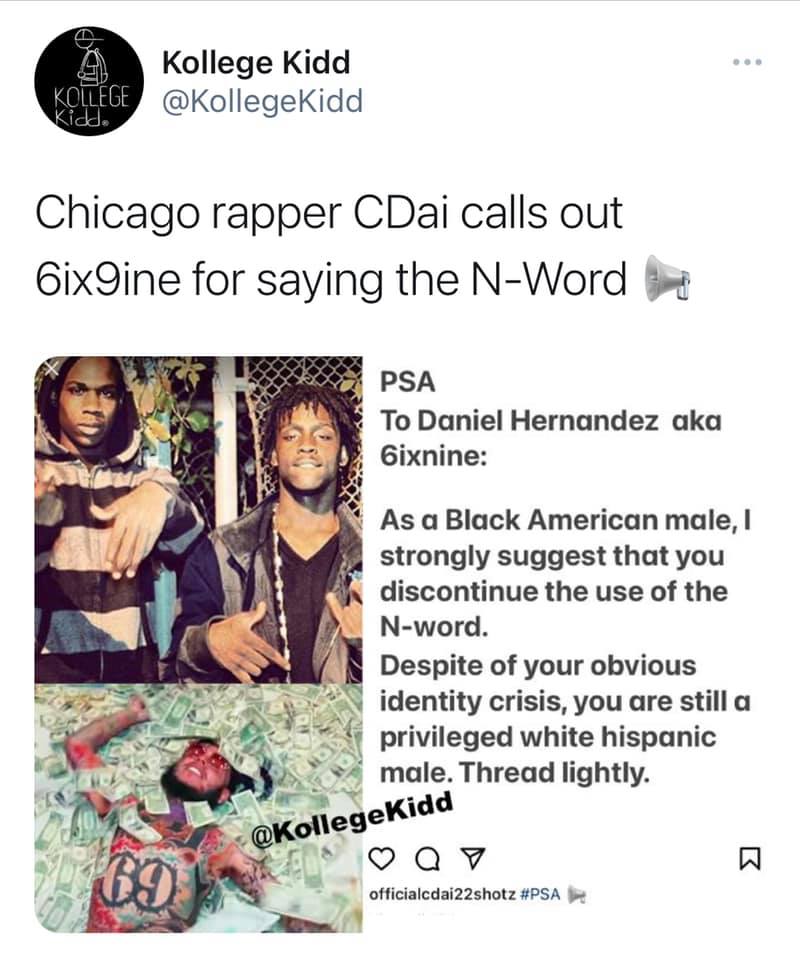 KOLLEGE
Kidd.
Kollege Kidd
@KollegeKidd
Chicago rapper CDai calls out
6ix9ine for saying the N-Word 📢
PSA
To Daniel Hernandez aka
6ixnine:
As a Black American male, I
strongly suggest that you
discontinue the use of the
N-word.
Despite of your obvious
identity crisis, you are still a
privileged white hispanic
male. Thread lightly.
@KollegeKidd
69
officialcdai22shotz #PSA 📢